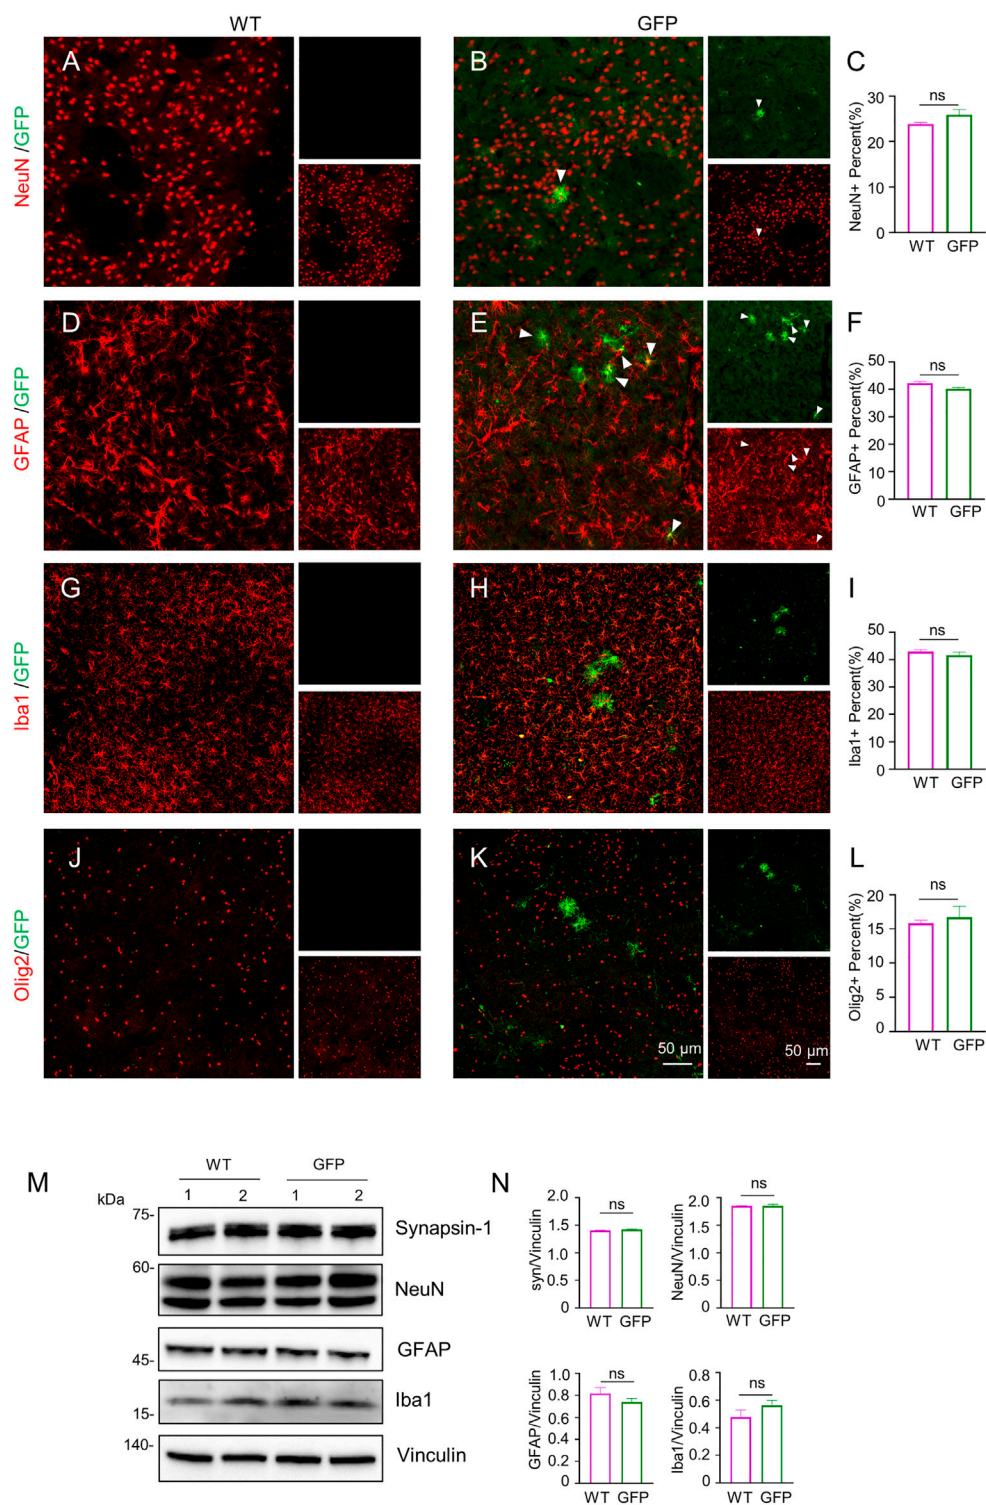 WT GFP
A B C
NeuN /GFP
ns
NeuN+ Percent(%)
30
20
10
0
WT GFP
D E F
GFAP /GFP
ns
GFAP+ Percent(%)
50
40
30
20
10
0
WT GFP
G H I
Iba1 /GFP
ns
Iba1+ Percent(%)
50
40
30
20
10
0
WT GFP
J K L
Olig2/GFP
ns
Olig2+ Percent(%)
20
15
10
5
0
WT GFP
50 µm 50 µm
M
WT GFP
kDa 1 2 1 2
75- Synapsin-1
60- NeuN
45- GFAP
15- Iba1
140- Vinculin
N
syn/Vinculin
2.0
1.5
1.0
0.5
0
ns
WT GFP
NeuN/Vinculin
2.0
1.5
1.0
0.5
0
ns
WT GFP
GFAP/Vinculin
1.0
0.8
0.6
0.4
0.2
0
ns
WT GFP
Iba1/Vinculin
0.8
0.6
0.4
0.2
0
ns
WT GFP